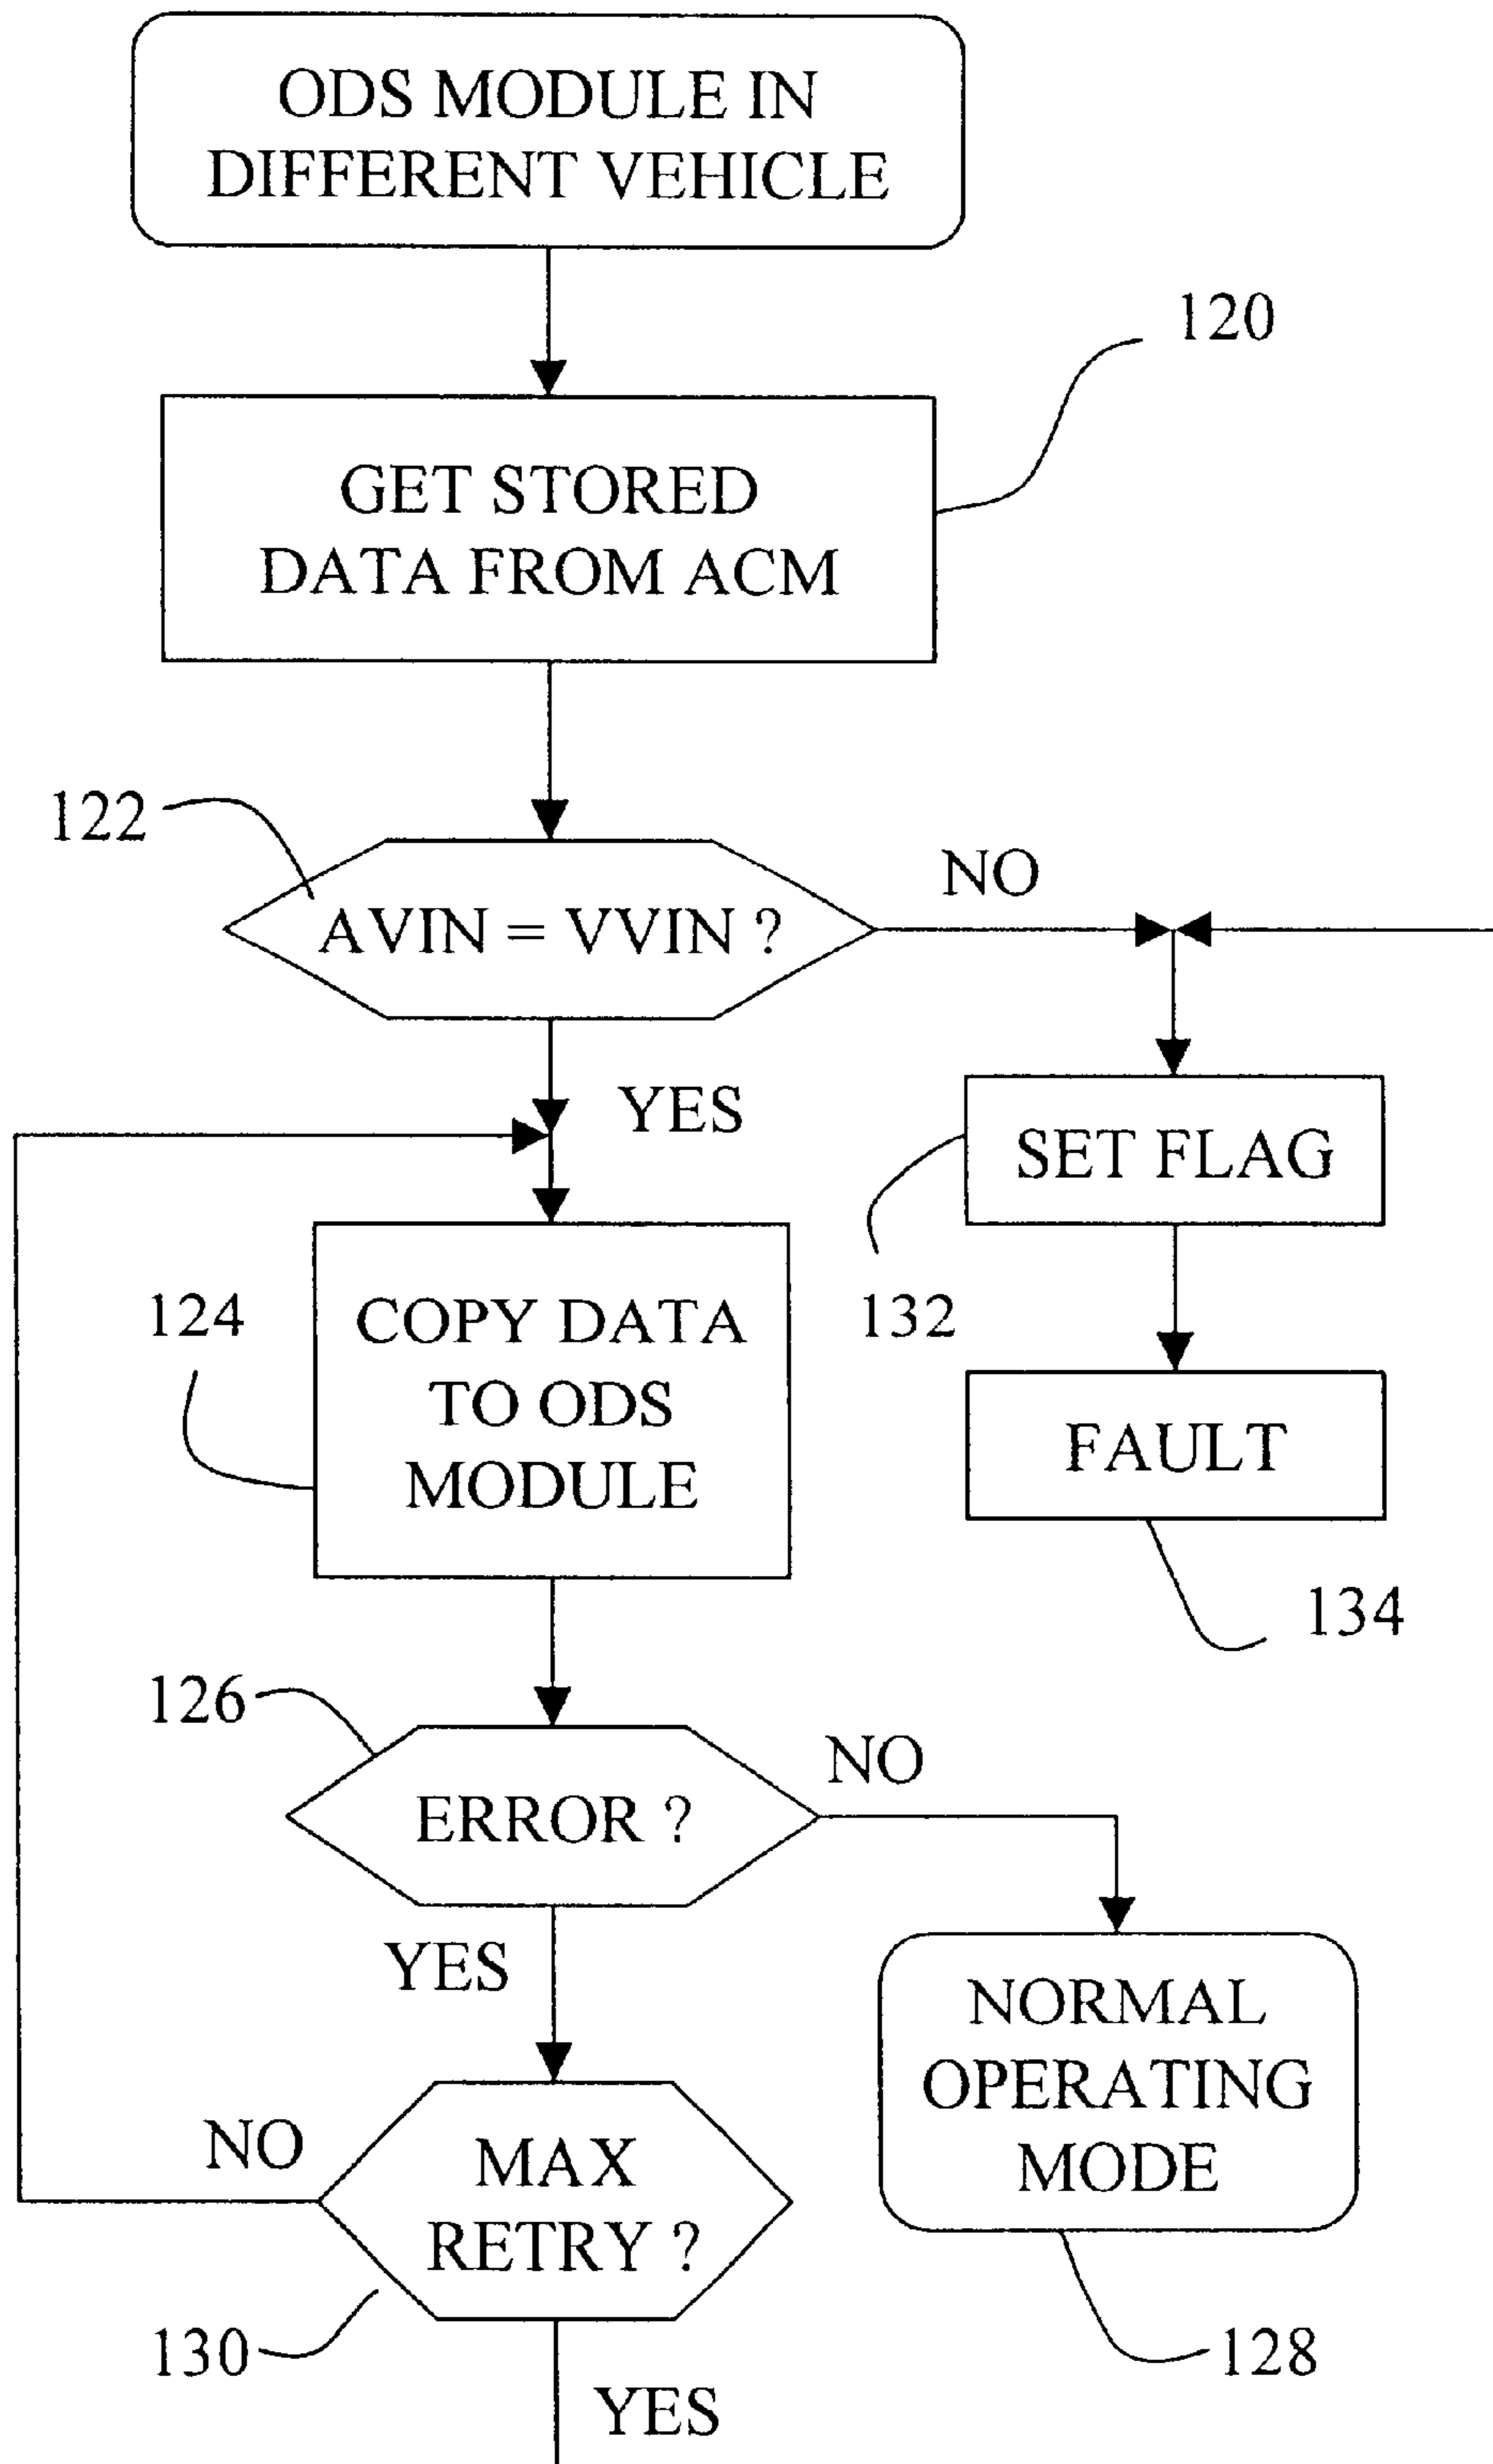 ODS MODULE IN
DIFFERENT VEHICLE
120
GET STORED
DATA FROM ACM
122
AVIN = VVIN ?
NO
YES
SET FLAG
132
124
COPY DATA
TO ODS
MODULE
FAULT
134
126
ERROR ?
NO
YES
NORMAL
OPERATING
MODE
128
NO
MAX
RETRY ?
130
YES